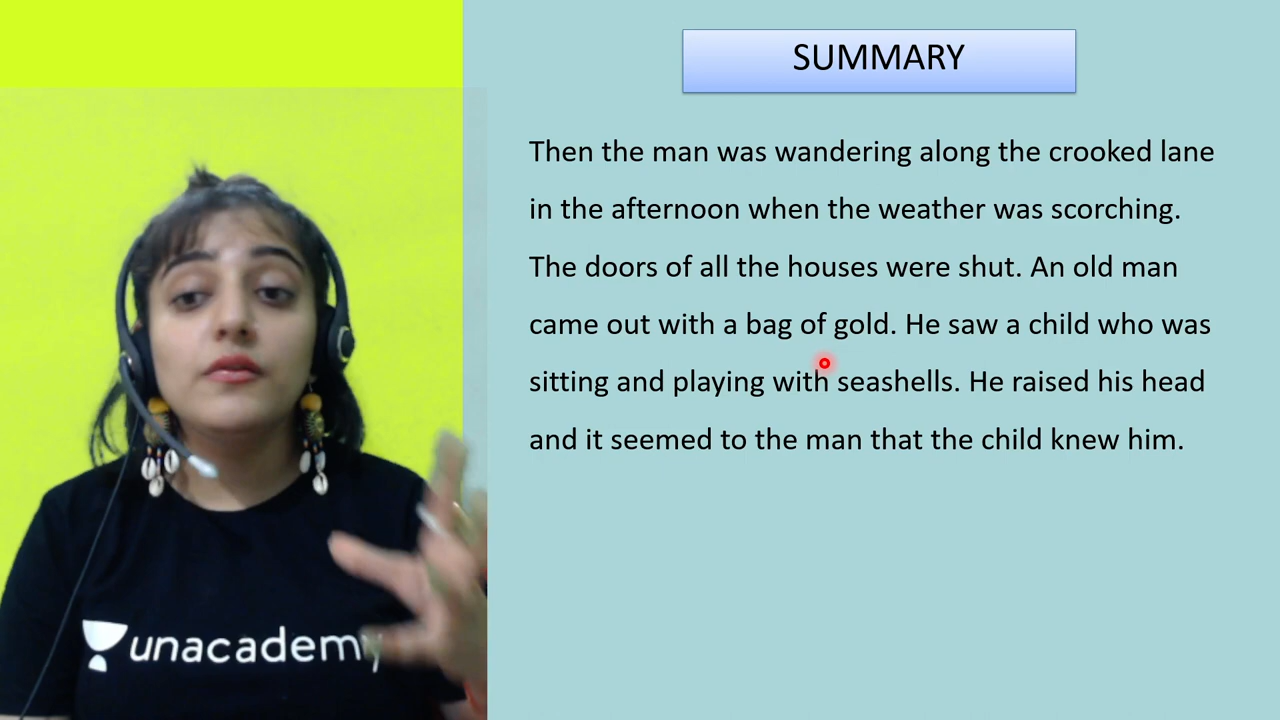 SUMMARY
Then the man was wandering along the crooked lane
in the afternoon when the weather was scorching.
The doors of all the houses were shut. An old man
came out with a bag of gold. He saw a child who was
sitting and playing with seashells. He raised his head
and it seemed to the man that the child knew him.
unacademy